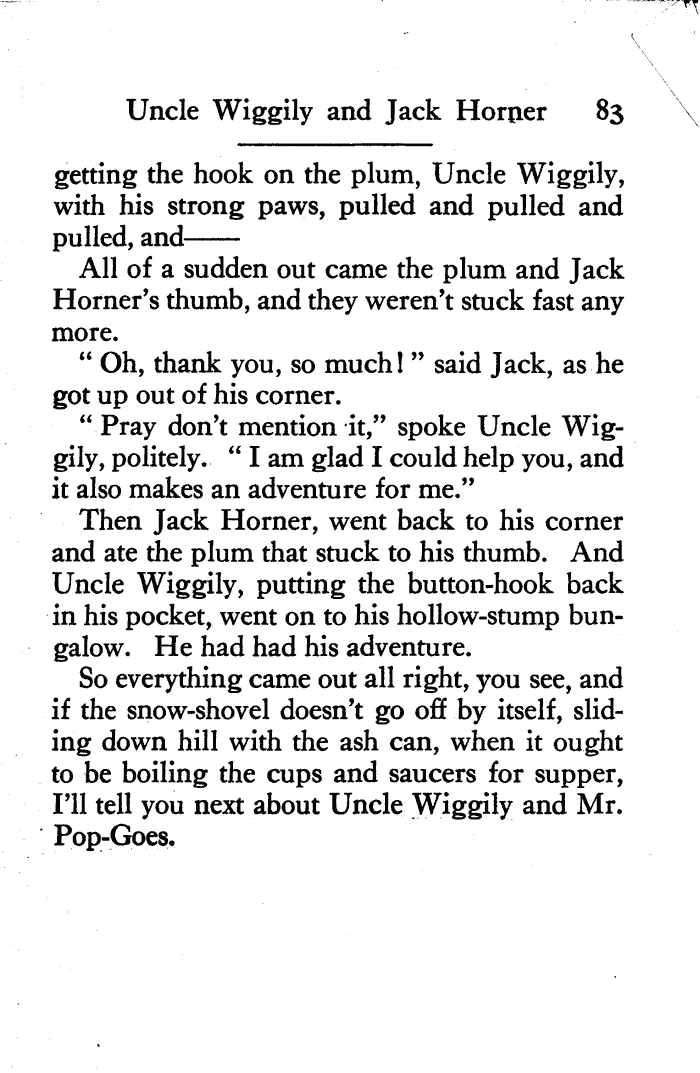 Uncle Wiggily and Jack Horner 83
getting the hook on the plum, Uncle Wiggily,
with his strong paws, pulled and pulled and
pulled, and——
All of a sudden out came the plum and Jack
Horner's thumb, and they weren't stuck fast any
more.
“ Oh, thank you, so much! ” said Jack, as he
got up out of his corner.
“ Pray don't mention it,” spoke Uncle Wig-
gily, politely. “ I am glad I could help you, and
it also makes an adventure for me.”
Then Jack Horner, went back to his corner
and ate the plum that stuck to his thumb. And
Uncle Wiggily, putting the button-hook back
in his pocket, went on to his hollow-stump bun-
galow. He had had his adventure.
So everything came out all right, you see, and
if the snow-shovel doesn't go off by itself, slid-
ing down hill with the ash can, when it ought
to be boiling the cups and saucers for supper,
I'll tell you next about Uncle Wiggily and Mr.
Pop-Goes.